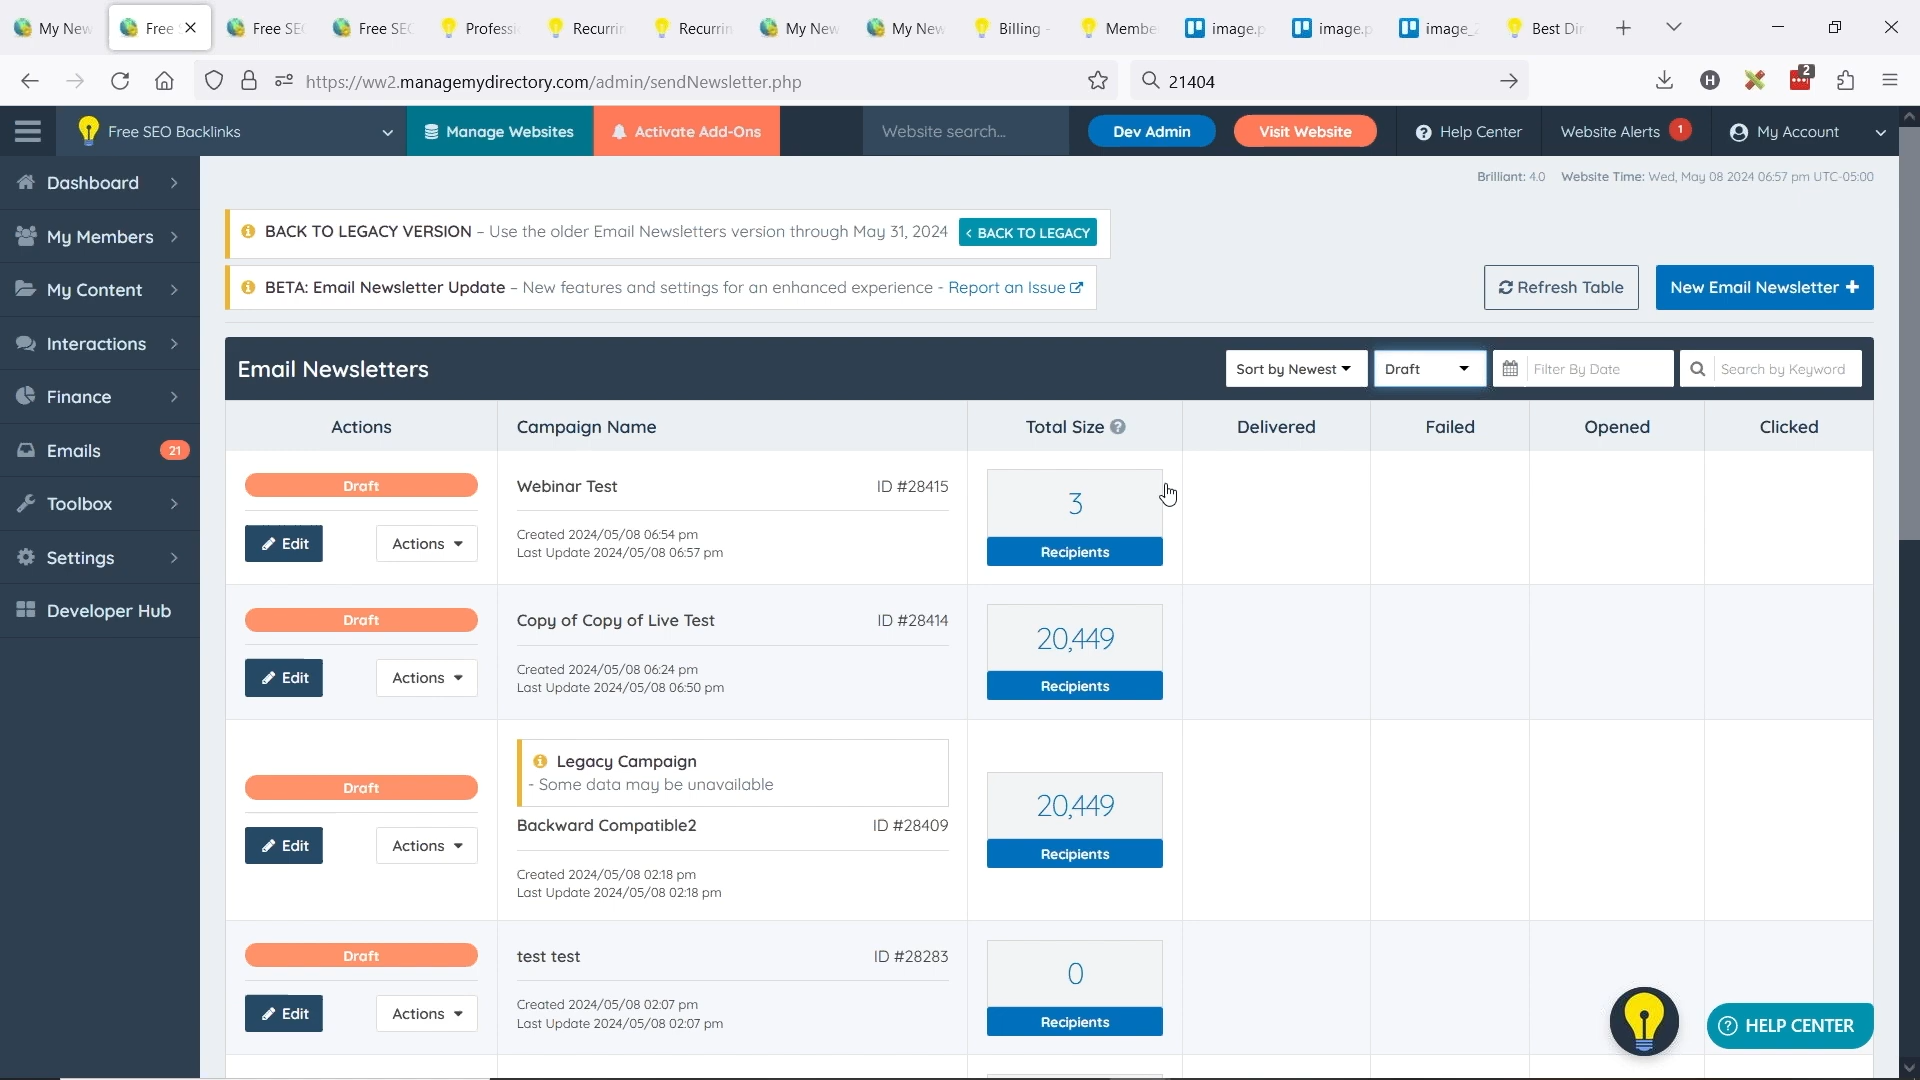 My New
Free
Free SE
Free SE
Profess
Recurrin
Recurrin
My New
My New
Billing -
Membe
image.p
image.p
image_2
Best Dir
https://ww2.managemydirectory.com/admin/sendNewsletter.php
21404
2
Free SEO Backlinks
Manage Websites
Activate Add-Ons
Website search...
Dev Admin
Visit Website
Help Center
Website Alerts 1
My Account
Brilliant: 4.0 Website Time: Wed, May 08 2024 06:57 pm UTC-05:00
Dashboard
My Members
My Content
Interactions
Finance
Emails 21
Toolbox
Settings
Developer Hub
BACK TO LEGACY VERSION – Use the older Email Newsletters version through May 31, 2024
< BACK TO LEGACY
BETA: Email Newsletter Update – New features and settings for an enhanced experience - Report an Issue
Refresh Table
New Email Newsletter +
Email Newsletters
Sort by Newest
Draft
Filter By Date
Search by Keyword
Actions
Campaign Name
Total Size
Delivered
Failed
Opened
Clicked
Draft
Edit
Actions
Webinar Test
ID #28415
Created 2024/05/08 06:54 pm
Last Update 2024/05/08 06:57 pm
3
Recipients
Draft
Edit
Actions
Copy of Copy of Live Test
ID #28414
Created 2024/05/08 06:24 pm
Last Update 2024/05/08 06:50 pm
20,449
Recipients
Draft
Edit
Actions
Legacy Campaign
- Some data may be unavailable
Backward Compatible2
ID #28409
Created 2024/05/08 02:18 pm
Last Update 2024/05/08 02:18 pm
20,449
Recipients
Draft
Edit
Actions
test test
ID #28283
Created 2024/05/08 02:07 pm
Last Update 2024/05/08 02:07 pm
0
Recipients
HELP CENTER